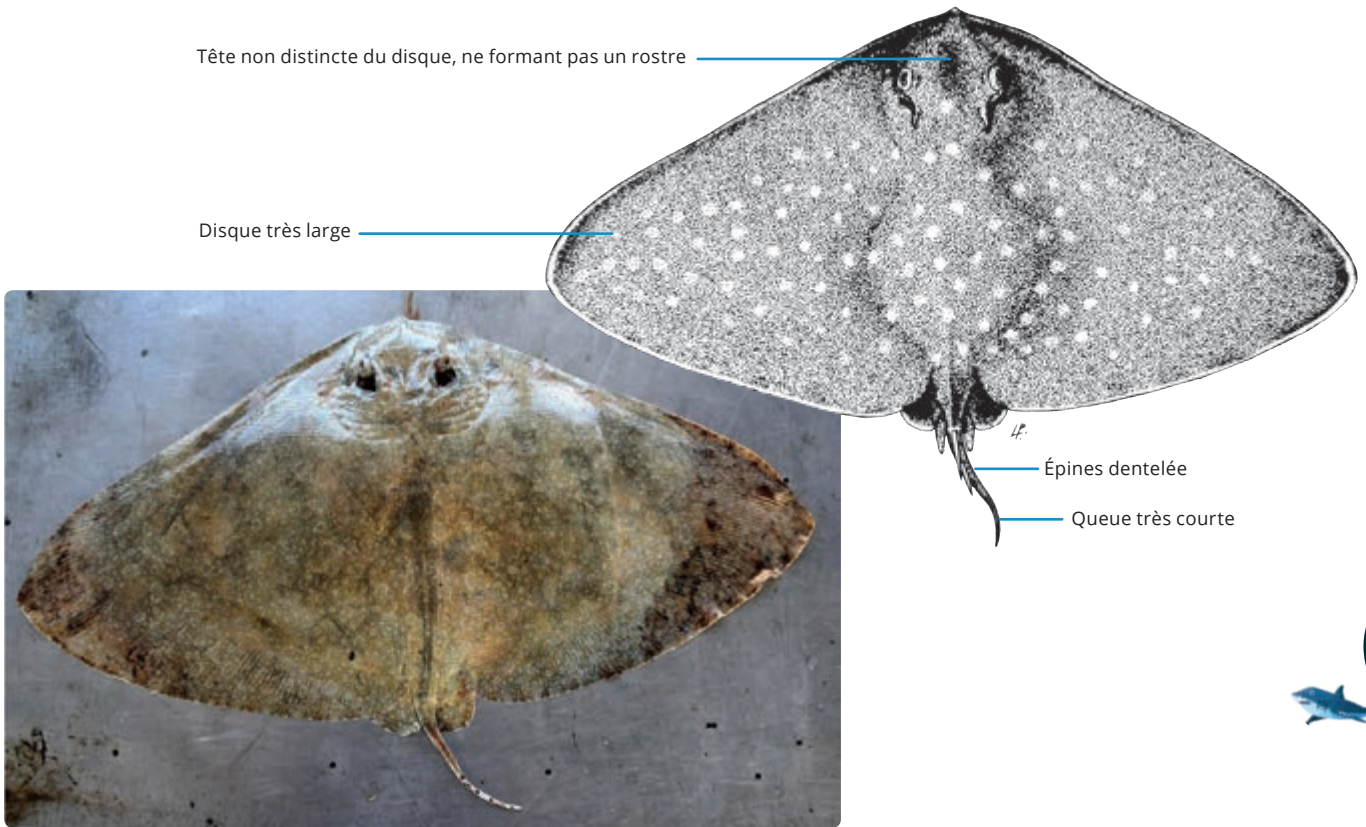 Tête non distincte du disque, ne formant pas un rostre
Disque très large
Épines dentelée
Queue très courte